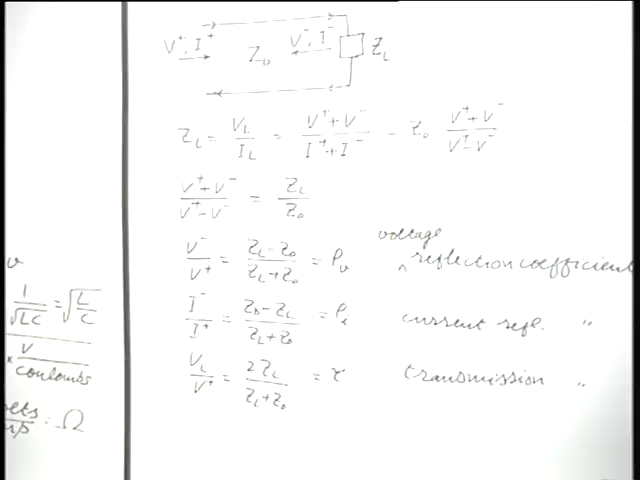 V⁺, I⁺ Z₀ V⁻, I⁻ Z_L
Z_L = V_L/I_L = (V⁺ + V⁻)/(I⁺ + I⁻) = Z₀ (V⁺ + V⁻)/(V⁺ - V⁻)
(V⁺ + V⁻)/(V⁺ - V⁻) = Z_L/Z₀
voltage
V⁻/V⁺ = (Z_L - Z₀)/(Z_L + Z₀) = ρ_v ^ reflection coefficient
I⁻/I⁺ = (Z₀ - Z_L)/(Z_L + Z₀) = ρ_i current refl. "
V_L/V⁺ = 2Z_L/(Z_L + Z₀) = τ transmission "
v
1/√LC = √(L/C)
V/coulombs
Ω